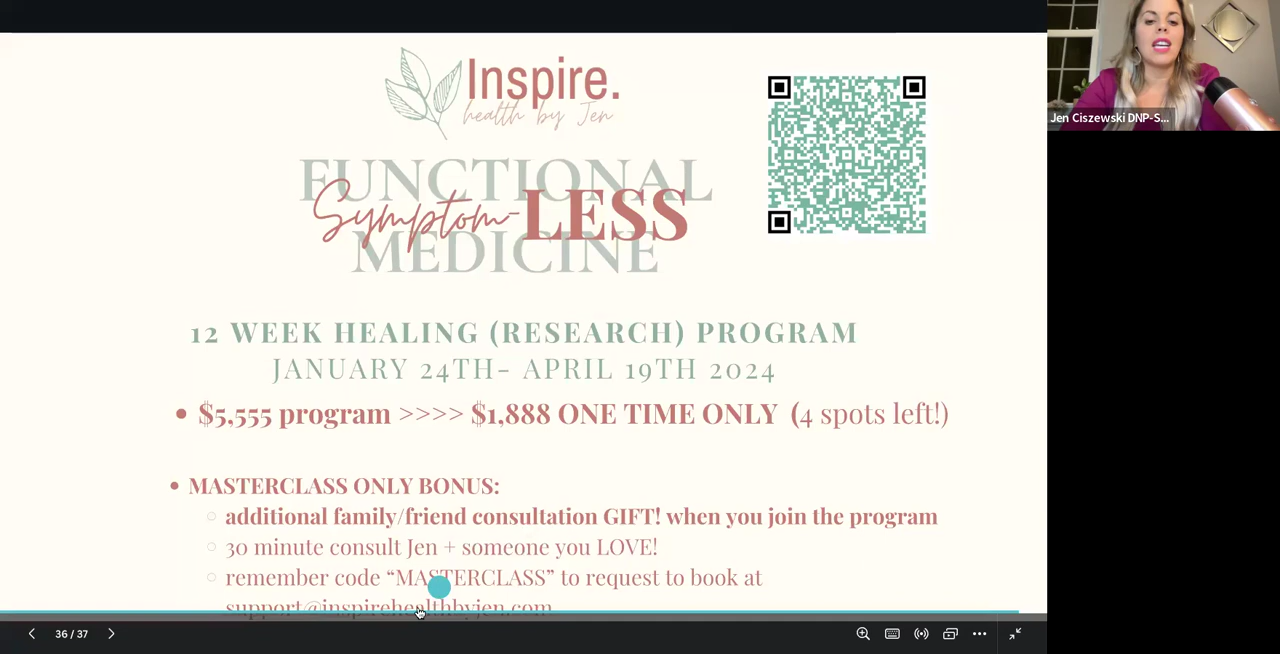 Inspire.
health by Jen
FUNCTIONAL
Symptom-LESS
MEDICINE
12 WEEK HEALING (RESEARCH) PROGRAM
JANUARY 24TH- APRIL 19TH 2024
• $5,555 program >>>> $1,888 ONE TIME ONLY (4 spots left!)
• MASTERCLASS ONLY BONUS:
○ additional family/friend consultation GIFT! when you join the program
○ 30 minute consult Jen + someone you LOVE!
○ remember code “MASTERCLASS” to request to book at
support@inspirehealthbyjen.com
Jen Ciszewski DNP-S...
36 / 37